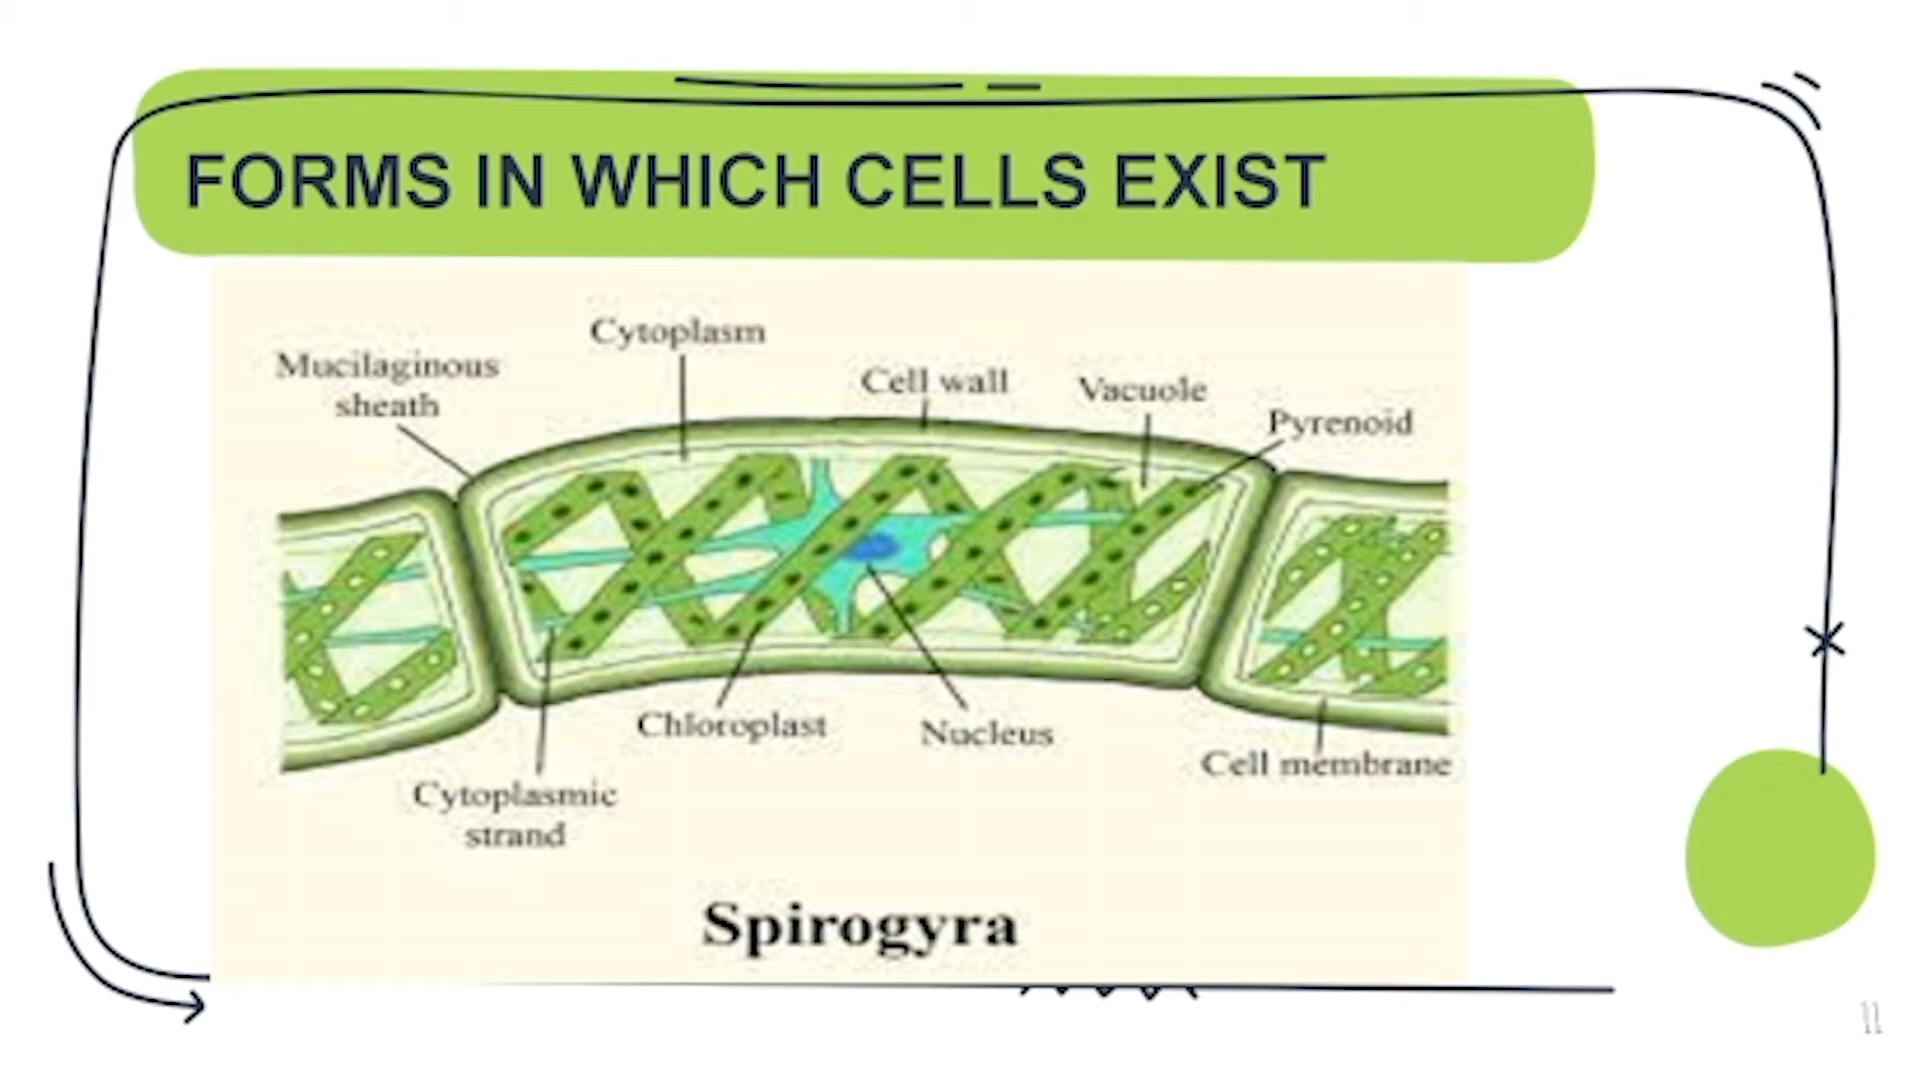 FORMS IN WHICH CELLS EXIST
Cytoplasm
Mucilaginous
sheath
Cell wall
Vacuole
Pyrenoid
Chloroplast
Nucleus
Cell membrane
Cytoplasmic
strand
Spirogyra
11